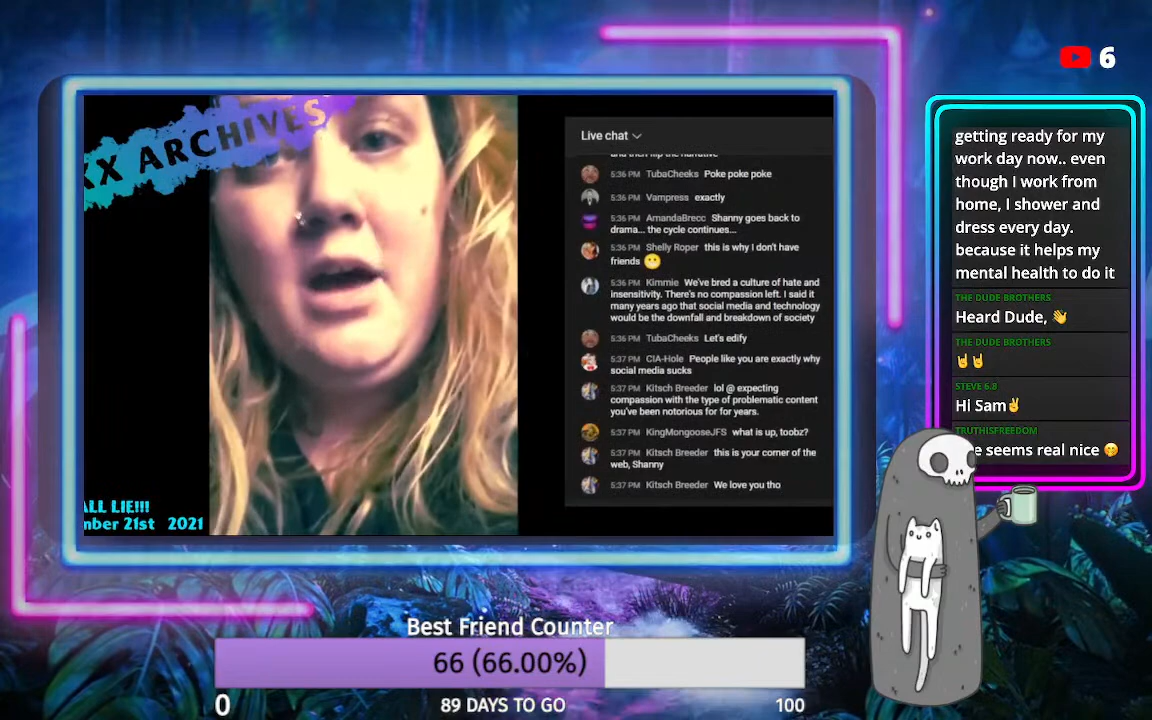 6
XX ARCHIVES
Live chat
and then flip the narrative
5:36 PM TubaCheeks Poke poke poke
5:36 PM Vampress exactly
5:36 PM AmandaBrecc Shanny goes back to
drama... the cycle continues...
5:36 PM Shelly Roper this is why I don't have
friends 😬
5:36 PM Kimmie We've bred a culture of hate and
insensitivity. There's no compassion left. I said it
many years ago that social media and technology
would be the downfall and breakdown of society
5:36 PM TubaCheeks Let's edify
5:37 PM CIA-Hole People like you are exactly why
social media sucks
5:37 PM Kitsch Breeder lol @ expecting
compassion with the type of problematic content
you've been notorious for for years.
5:37 PM KingMongooseJFS what is up, toobz?
5:37 PM Kitsch Breeder this is your corner of the
web, Shanny
5:37 PM Kitsch Breeder We love you tho
ALL LIE!!!
mber 21st 2021
getting ready for my
work day now.. even
though I work from
home, I shower and
dress every day.
because it helps my
mental health to do it
THE DUDE BROTHERS
Heard Dude, 👋
THE DUDE BROTHERS
🤘🤘
STEVE 6.8
Hi Sam✌
TRUTHISFREEDOM
e seems real nice 🤭
Best Friend Counter
66 (66.00%)
0
89 DAYS TO GO
100